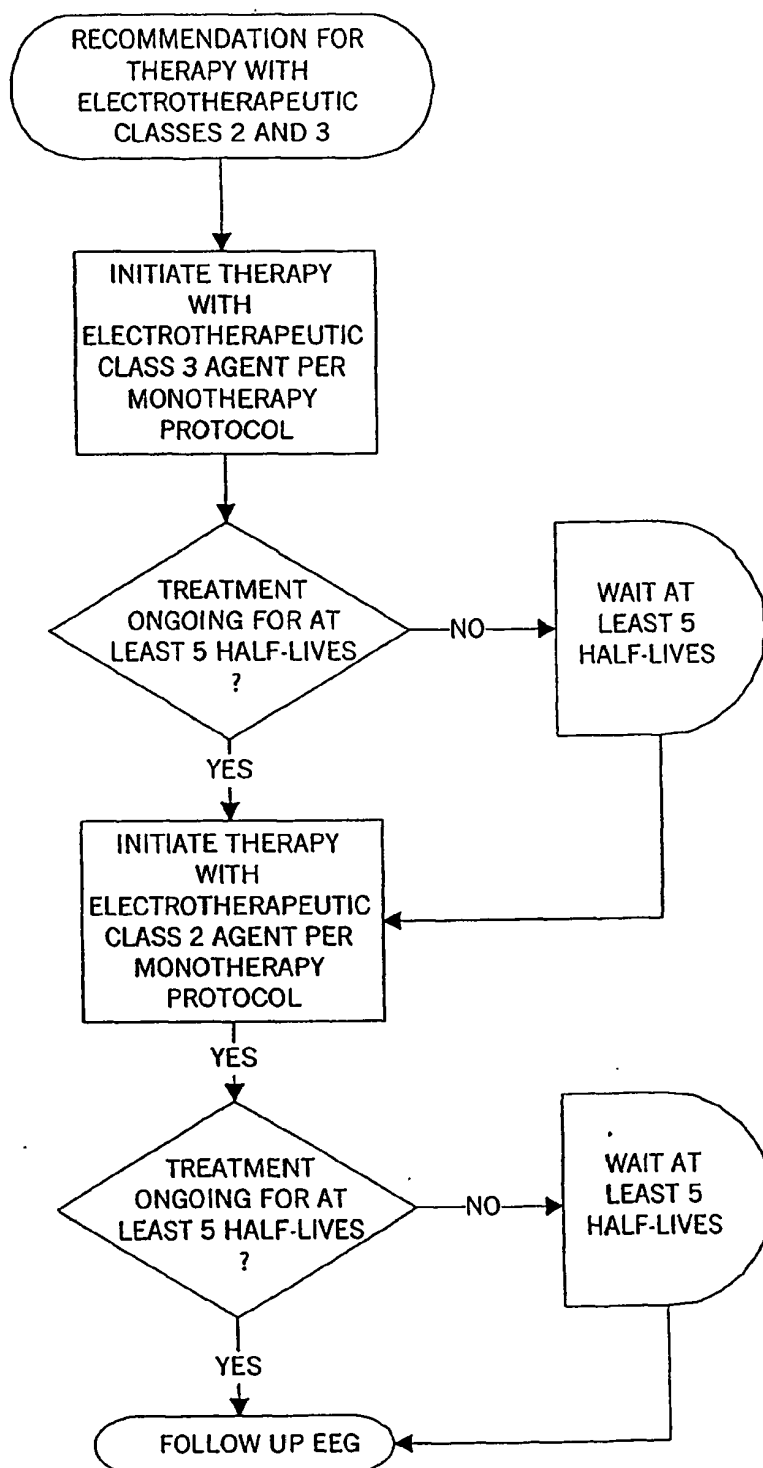 RECOMMENDATION FOR
THERAPY WITH
ELECTROTHERAPEUTIC
CLASSES 2 AND 3
INITIATE THERAPY
WITH
ELECTROTHERAPEUTIC
CLASS 3 AGENT PER
MONOTHERAPY
PROTOCOL
TREATMENT
ONGOING FOR AT
LEAST 5 HALF-LIVES
?
NO
WAIT AT
LEAST 5
HALF-LIVES
YES
INITIATE THERAPY
WITH
ELECTROTHERAPEUTIC
CLASS 2 AGENT PER
MONOTHERAPY
PROTOCOL
YES
TREATMENT
ONGOING FOR AT
LEAST 5 HALF-LIVES
?
NO
WAIT AT
LEAST 5
HALF-LIVES
YES
FOLLOW UP EEG